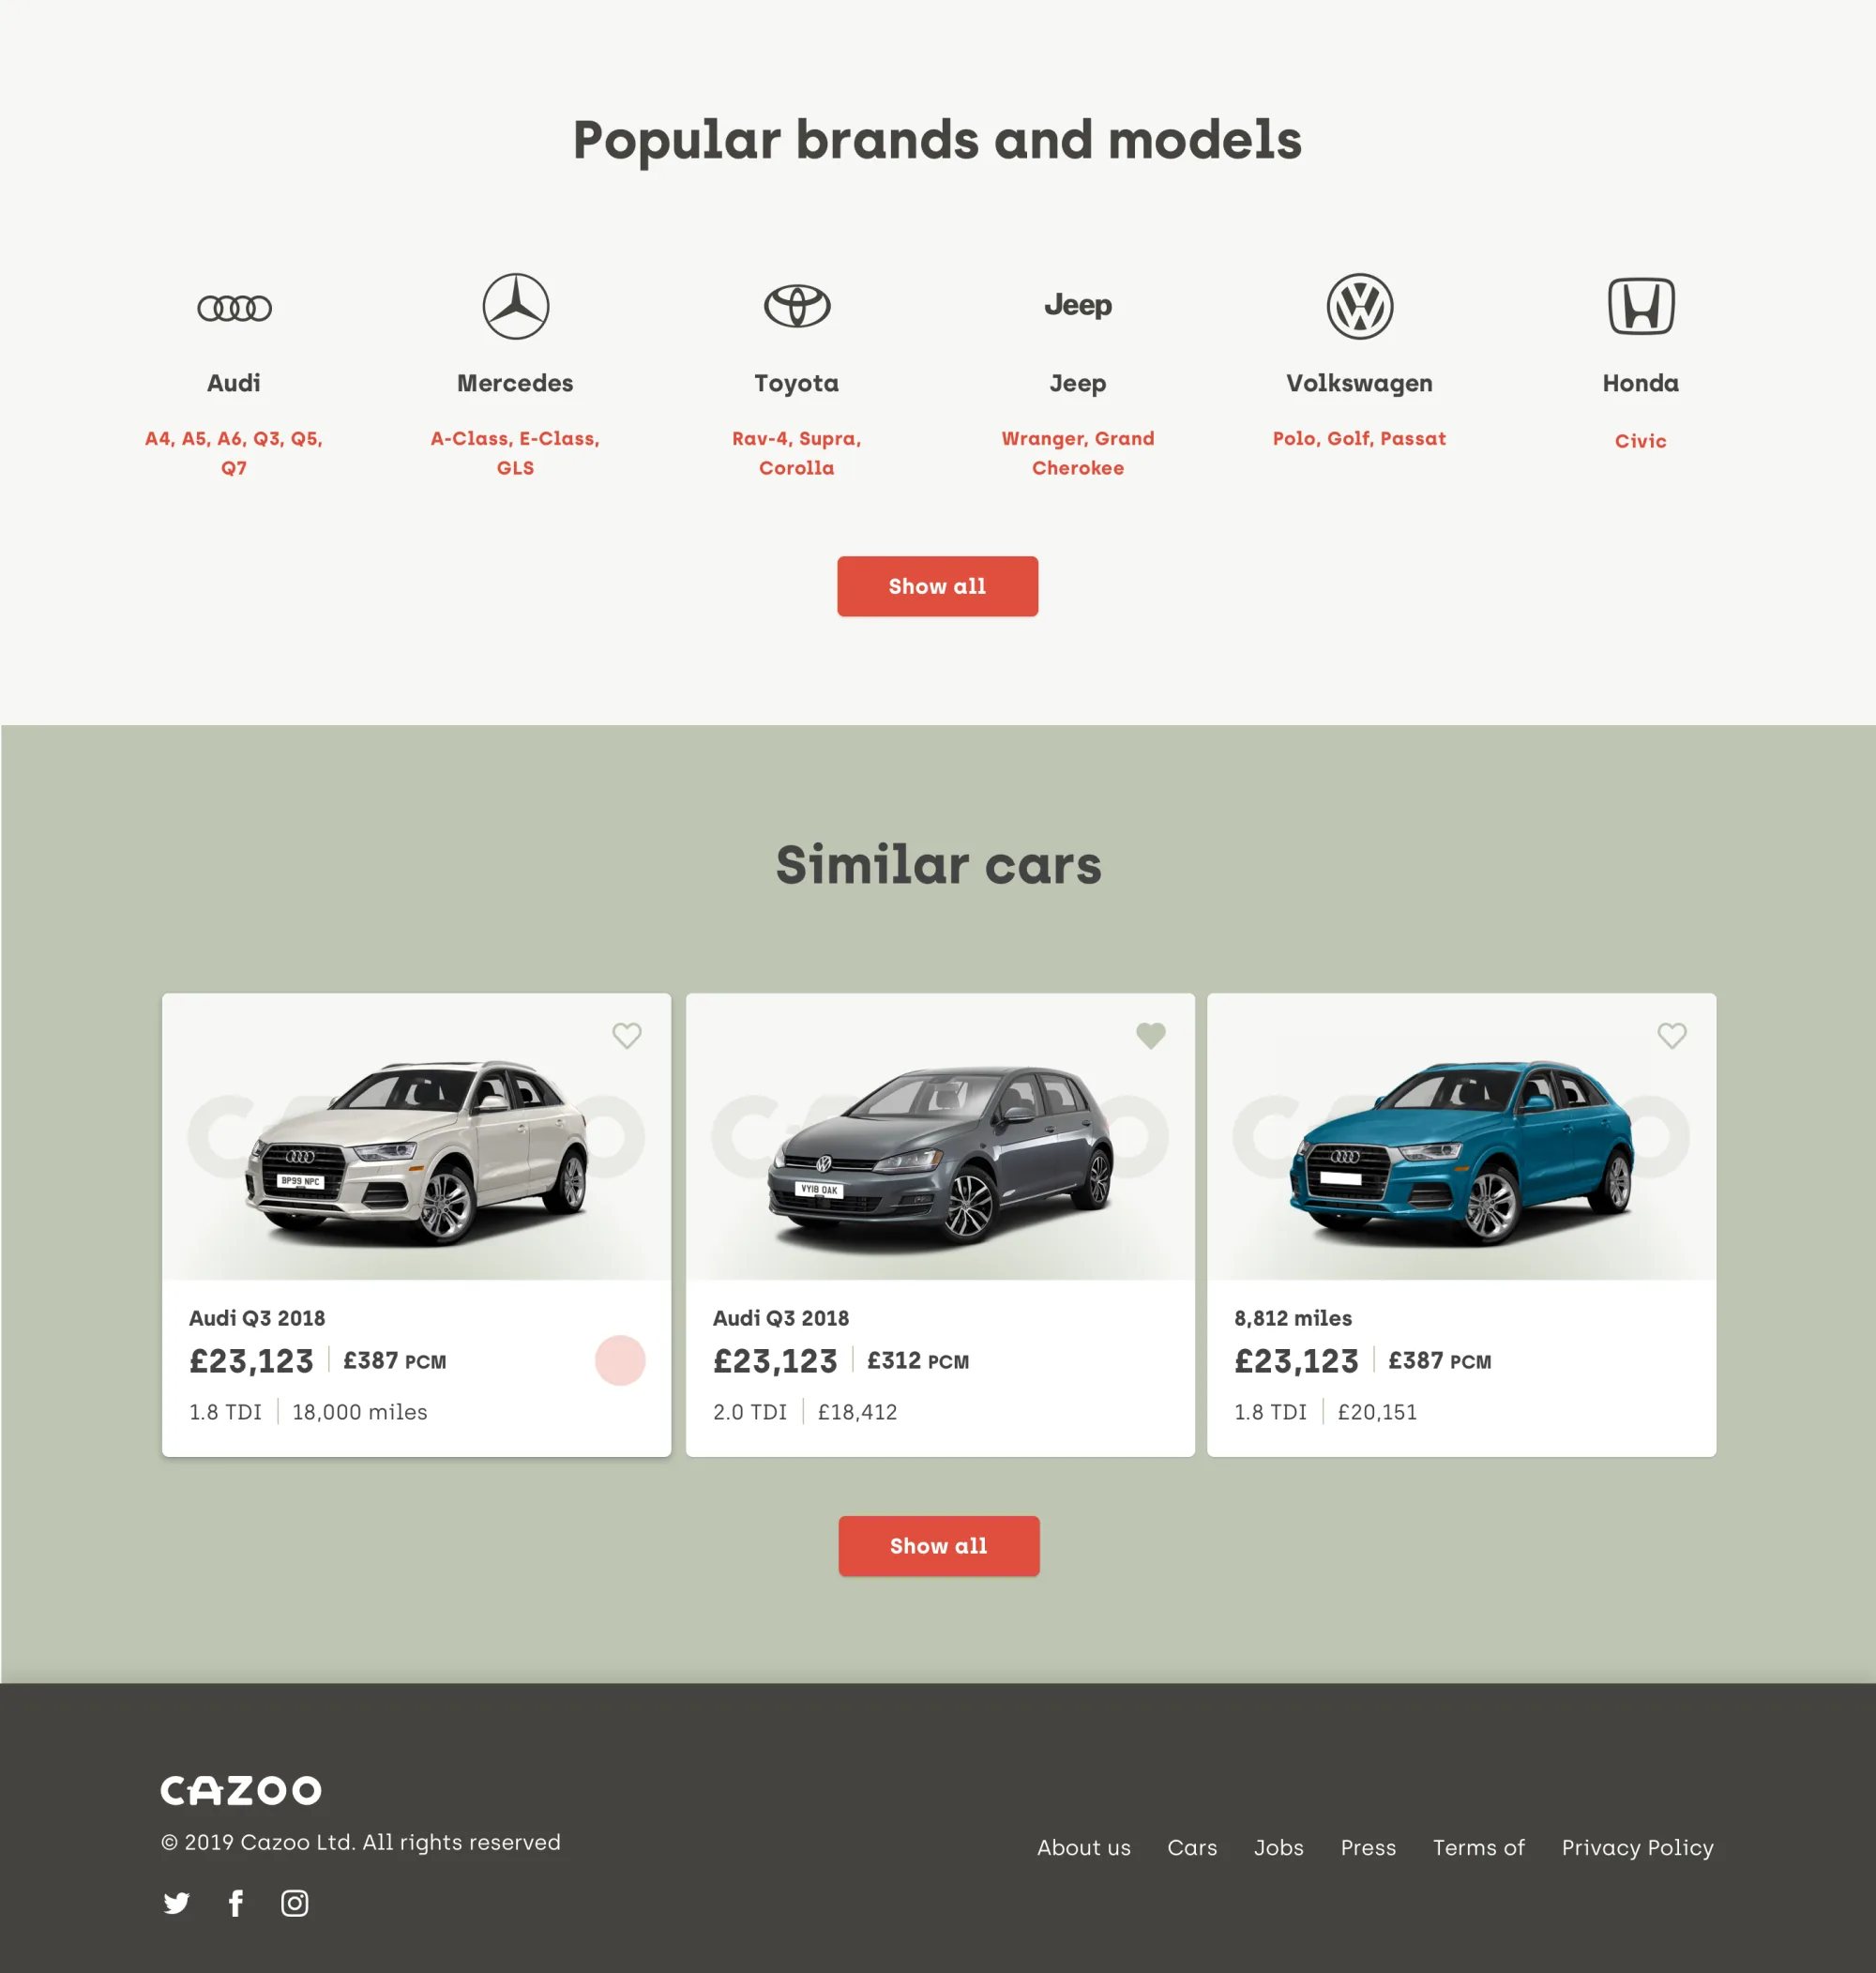 Popular brands and models
Jeep
Audi
Mercedes
Toyota
Jeep
Volkswagen
Honda
A4, A5, A6, Q3, Q5,
Q7
A-Class, E-Class,
GLS
Rav-4, Supra,
Corolla
Wranger, Grand
Cherokee
Polo, Golf, Passat
Civic
Show all
Similar cars
BP99 NPC
VY18 OAK
Audi Q3 2018
£23,123 £387 PCM
1.8 TDI 18,000 miles
Audi Q3 2018
£23,123 £312 PCM
2.0 TDI £18,412
8,812 miles
£23,123 £387 PCM
1.8 TDI £20,151
Show all
CAZOO
© 2019 Cazoo Ltd. All rights reserved
About us Cars Jobs Press Terms of Privacy Policy